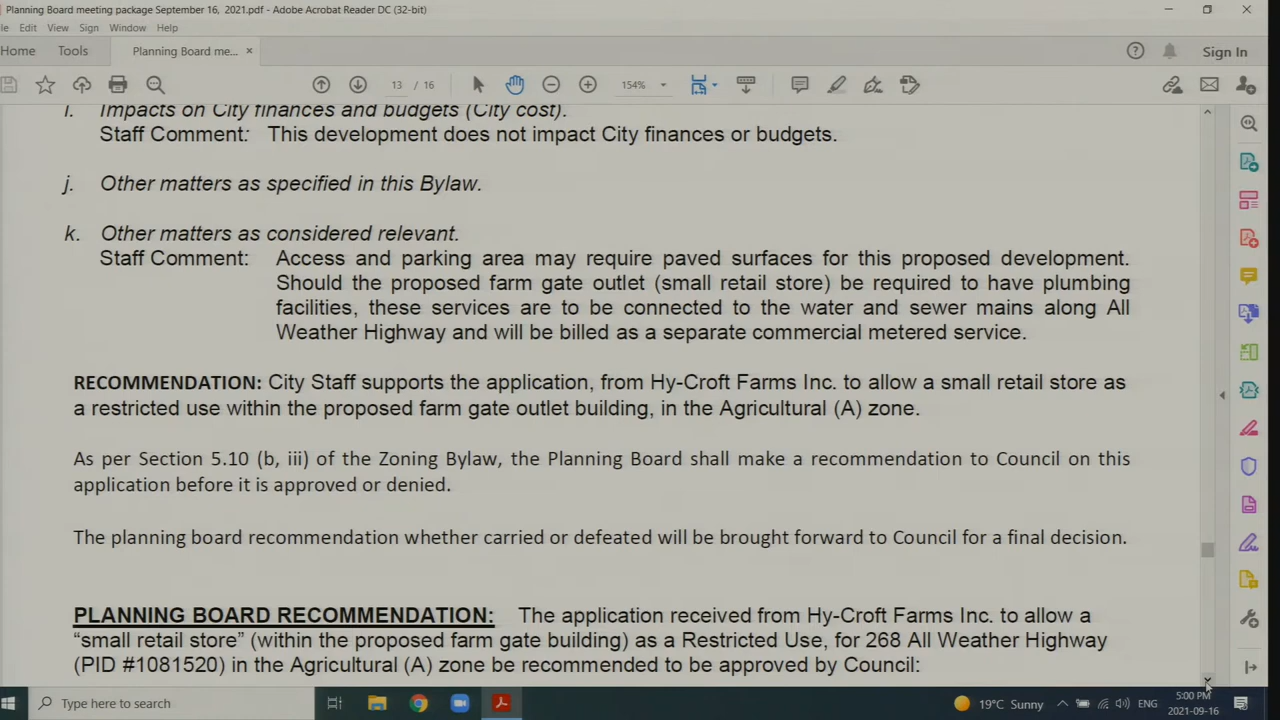 Planning Board meeting package September 16, 2021.pdf - Adobe Acrobat Reader DC (32-bit)
le Edit View Sign Window Help
Home Tools Planning Board me... × Sign In
13 / 16 154%
i. Impacts on City finances and budgets (City cost).
Staff Comment: This development does not impact City finances or budgets.
j. Other matters as specified in this Bylaw.
k. Other matters as considered relevant.
Staff Comment: Access and parking area may require paved surfaces for this proposed development.
Should the proposed farm gate outlet (small retail store) be required to have plumbing
facilities, these services are to be connected to the water and sewer mains along All
Weather Highway and will be billed as a separate commercial metered service.
RECOMMENDATION: City Staff supports the application, from Hy-Croft Farms Inc. to allow a small retail store as
a restricted use within the proposed farm gate outlet building, in the Agricultural (A) zone.
As per Section 5.10 (b, iii) of the Zoning Bylaw, the Planning Board shall make a recommendation to Council on this
application before it is approved or denied.
The planning board recommendation whether carried or defeated will be brought forward to Council for a final decision.
PLANNING BOARD RECOMMENDATION: The application received from Hy-Croft Farms Inc. to allow a
“small retail store” (within the proposed farm gate building) as a Restricted Use, for 268 All Weather Highway
(PID #1081520) in the Agricultural (A) zone be recommended to be approved by Council:
Type here to search 19°C Sunny ENG 5:00 PM
2021-09-16